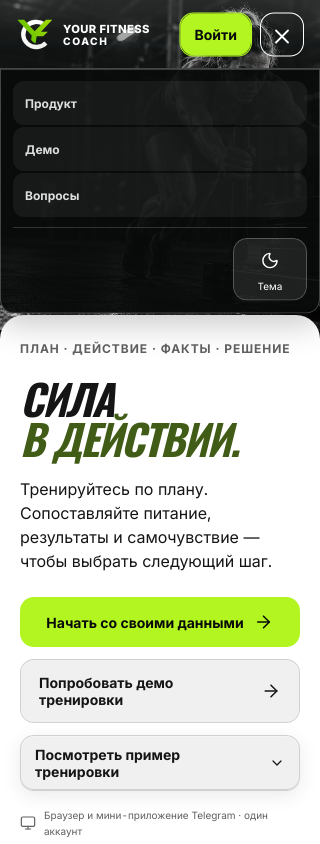 YOUR FITNESS
COACH
Войти
Продукт
Демо
Вопросы
Тема
ПЛАН · ДЕЙСТВИЕ · ФАКТЫ · РЕШЕНИЕ
СИЛА
В ДЕЙСТВИИ.
Тренируйтесь по плану.
Сопоставляйте питание,
результаты и самочувствие —
чтобы выбрать следующий шаг.
Начать со своими данными
Попробовать демо
тренировки
Посмотреть пример
тренировки
Браузер и мини-приложение Telegram · один
аккаунт